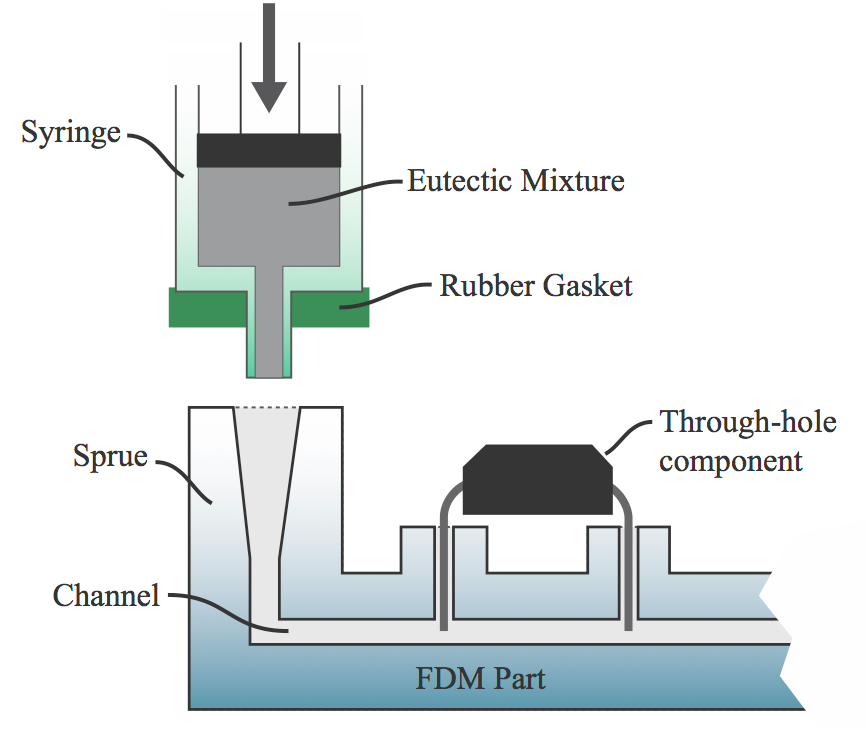 Syringe
Eutectic Mixture
Rubber Gasket
Through-hole
component
Sprue
Channel
FDM Part